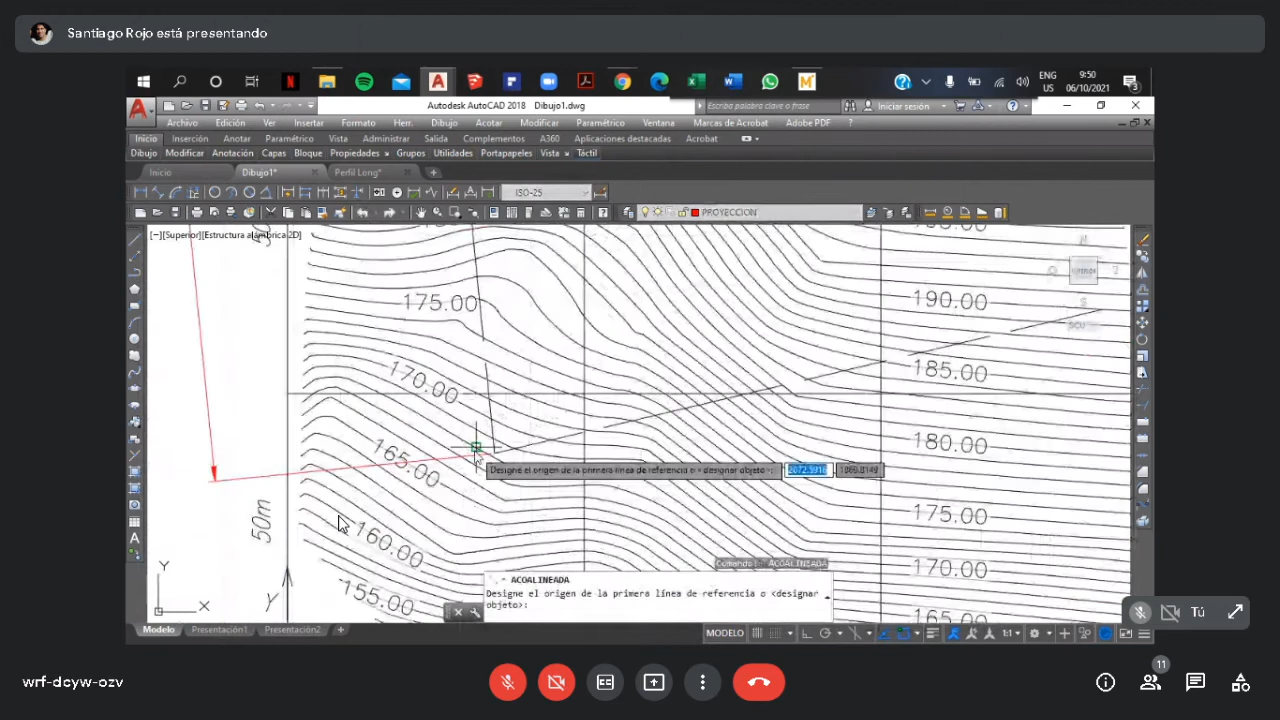 Santiago Rojo está presentando
ENG
US
9:50
06/10/2021
3
Autodesk AutoCAD 2018 Dibujo1.dwg
Escriba palabra clave o frase
Iniciar sesión
Archivo Edición Ver Insertar Formato Herr. Dibujo Acotar Modificar Paramétrico Ventana Marcas de Acrobat Adobe PDF ?
Inicio Inserción Anotar Paramétrico Vista Administrar Salida Complementos A360 Aplicaciones destacadas Acrobat
Dibujo Modificar Anotación Capas Bloque Propiedades Grupos Utilidades Portapapeles Vista Táctil
Inicio Dibujo1* Perfil Long*
ISO-25
PROYECCION
[−][Superior][Estructura alámbrica 2D]
N
O
S
175.00
190.00
170.00
185.00
165.00
180.00
160.00
175.00
155.00
170.00
165.00
50m
Y
Y
X
Designe el origen de la primera línea de referencia o < designar objeto>:
Comando: ACOALINEADA
ACOALINEADA
Designe el origen de la primera línea de referencia o <designar
objeto>:
Modelo Presentación1 Presentación2 +
MODELO
1:1
Tú
wrf-dcyw-ozv
11